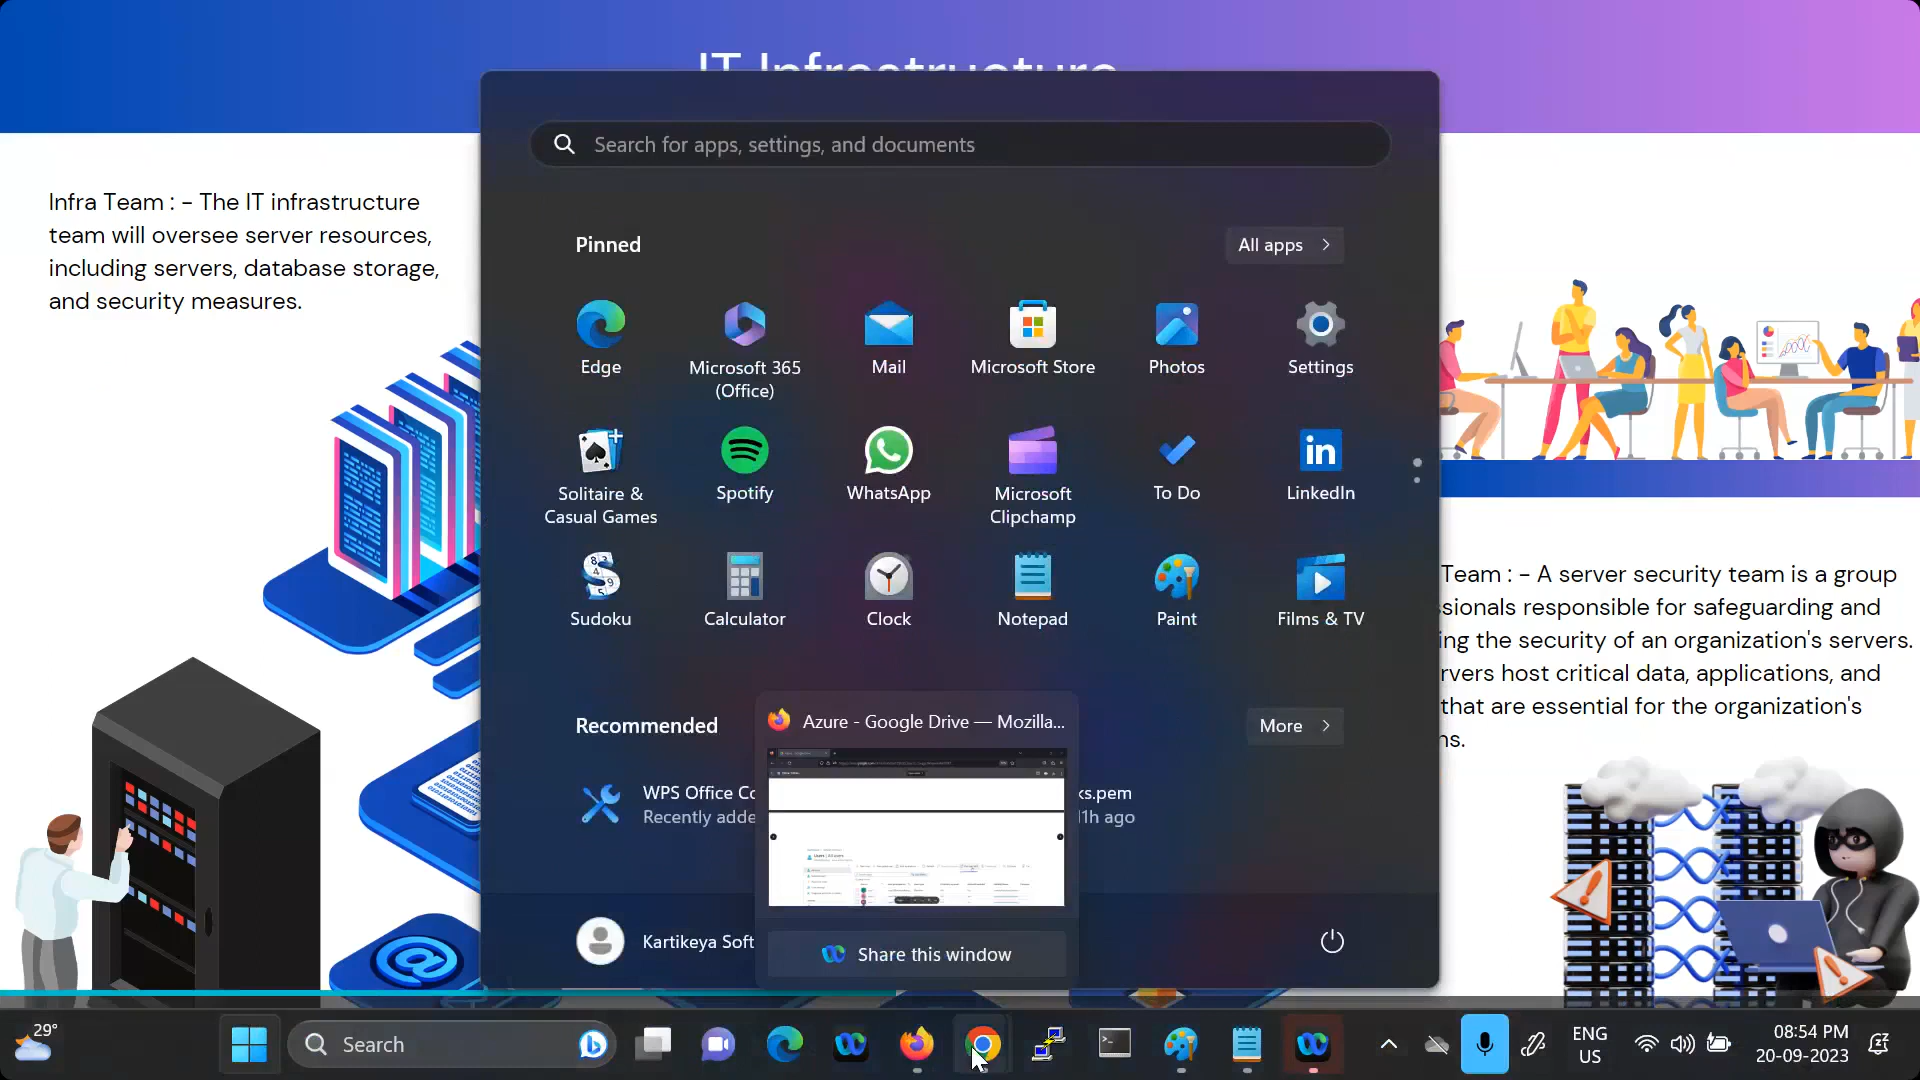 IT Infrastructure
Infra Team : - The IT infrastructure
team will oversee server resources,
including servers, database storage,
and security measures.
Search for apps, settings, and documents
Pinned
All apps
Edge
Microsoft 365
(Office)
Mail
Microsoft Store
Photos
Settings
Solitaire &
Casual Games
Spotify
WhatsApp
Microsoft
Clipchamp
To Do
LinkedIn
Sudoku
Calculator
Clock
Notepad
Paint
Films & TV
Recommended
More
WPS Office Co
Recently adde
ks.pem
11h ago
Azure - Google Drive — Mozilla...
Share this window
Kartikeya Soft
Team : - A server security team is a group
ssionals responsible for safeguarding and
ing the security of an organization's servers.
rvers host critical data, applications, and
that are essential for the organization's
ns.
29°
Search
ENG
US
08:54 PM
20-09-2023